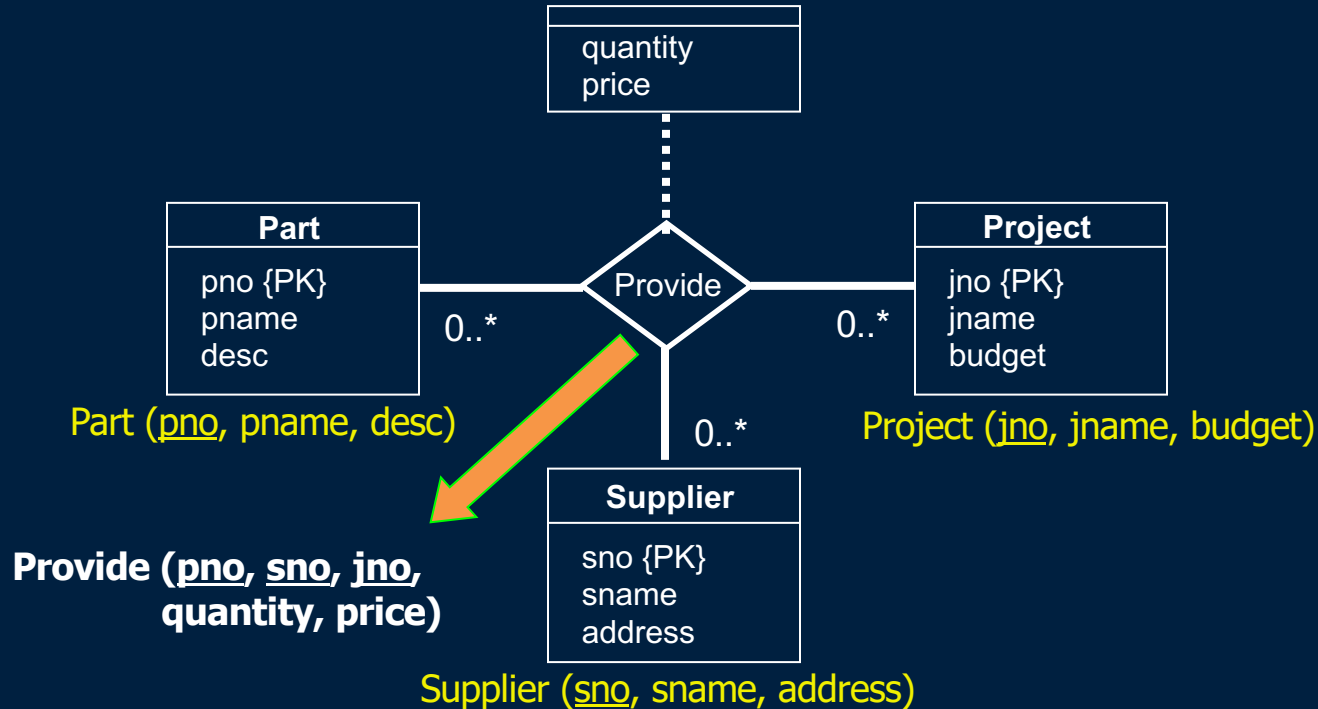 quantity
price
Part
pno {PK}
pname
desc
Provide
Project
jno {PK}
jname
budget
0..*
0..*
Part (pno, pname, desc)
0..*
Project (jno, jname, budget)
Supplier
sno {PK}
sname
address
Provide (pno, sno, jno,
quantity, price)
Supplier (sno, sname, address)